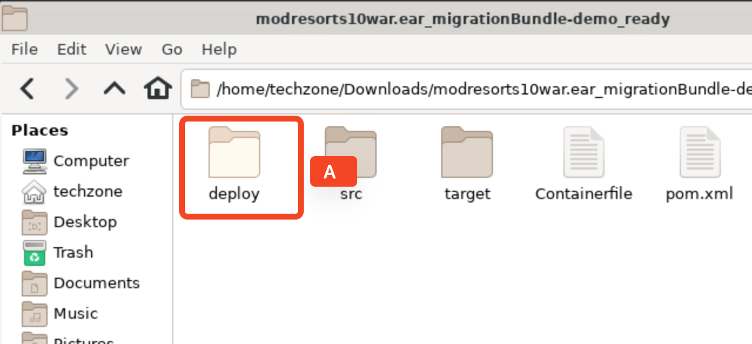 modresorts10war.ear_migrationBundle-demo_ready
File Edit View Go Help
/home/techzone/Downloads/modresorts10war.ear_migrationBundle-de
Places
Computer
techzone
Desktop
Trash
Documents
Music
Pictures
deploy
A
src
target
Containerfile
pom.xml